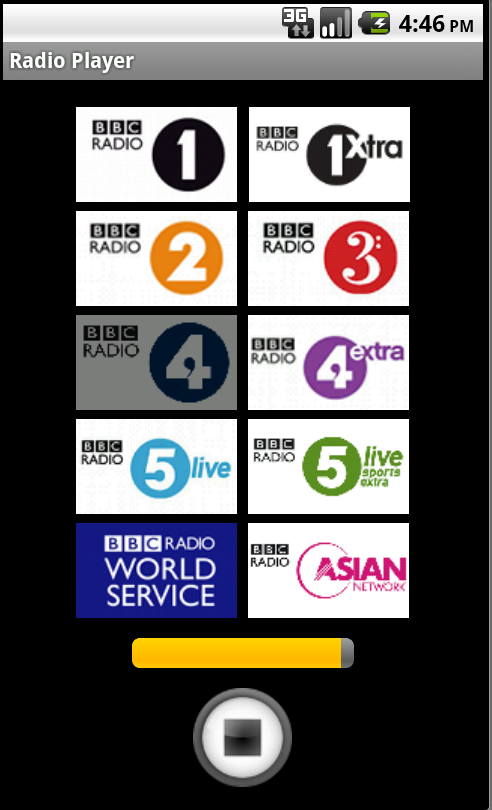 3G 4:46 PM
Radio Player
BBC
RADIO 1
BBC
RADIO 1Xtra
BBC
RADIO 2
BBC
RADIO 3
BBC
RADIO 4
BBC
RADIO 4 extra
BBC
RADIO 5 live
BBC
RADIO 5 live
sports
extra
BBC RADIO
WORLD
SERVICE
BBC
RADIO ASIAN
NETWORK